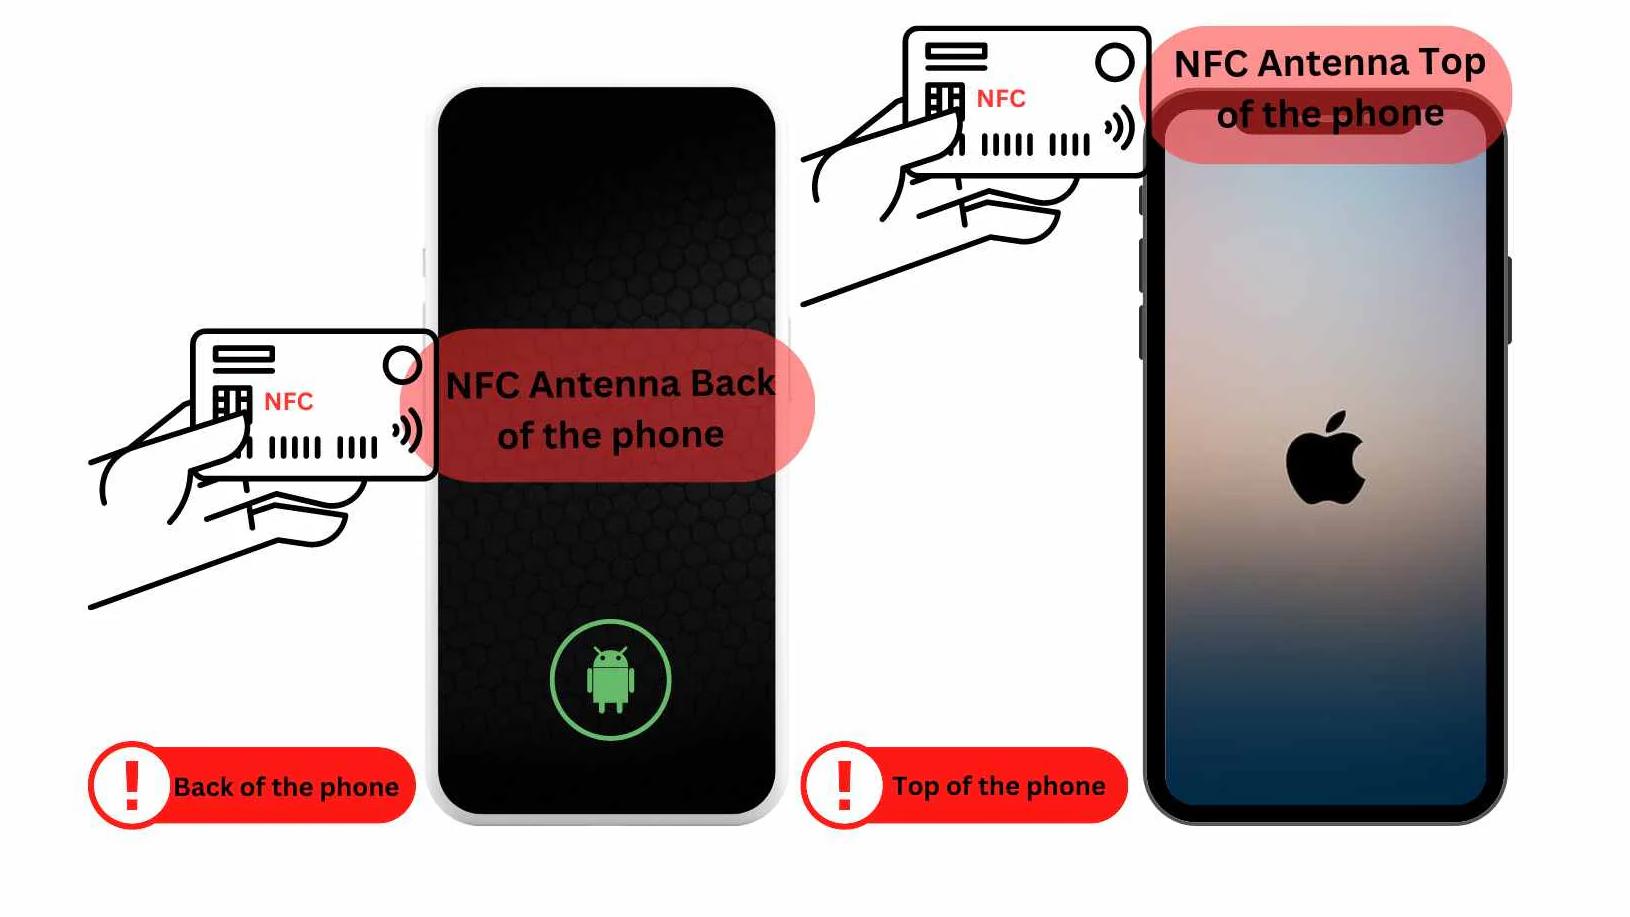 NFC
NFC Antenna Back
of the phone
! Back of the phone
NFC
NFC Antenna Top
of the phone
! Top of the phone